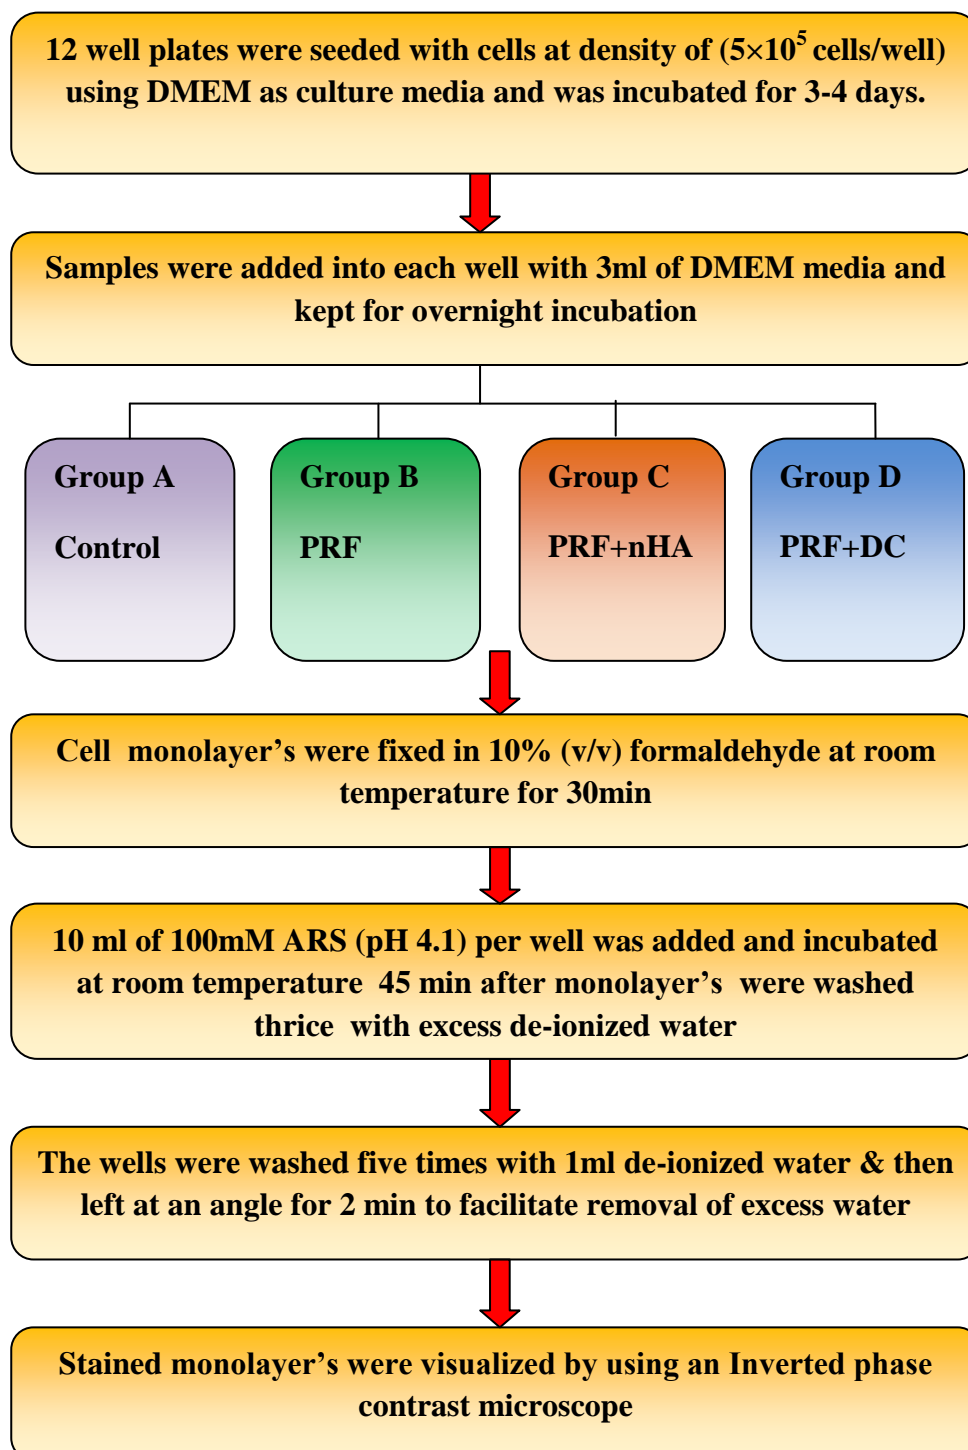 12 well plates were seeded with cells at density of (5×10⁵ cells/well)
using DMEM as culture media and was incubated for 3-4 days.
Samples were added into each well with 3ml of DMEM media and
kept for overnight incubation
Group A
Control
Group B
PRF
Group C
PRF+nHA
Group D
PRF+DC
Cell monolayer’s were fixed in 10% (v/v) formaldehyde at room
temperature for 30min
10 ml of 100mM ARS (pH 4.1) per well was added and incubated
at room temperature 45 min after monolayer’s were washed
thrice with excess de-ionized water
The wells were washed five times with 1ml de-ionized water & then
left at an angle for 2 min to facilitate removal of excess water
Stained monolayer’s were visualized by using an Inverted phase
contrast microscope